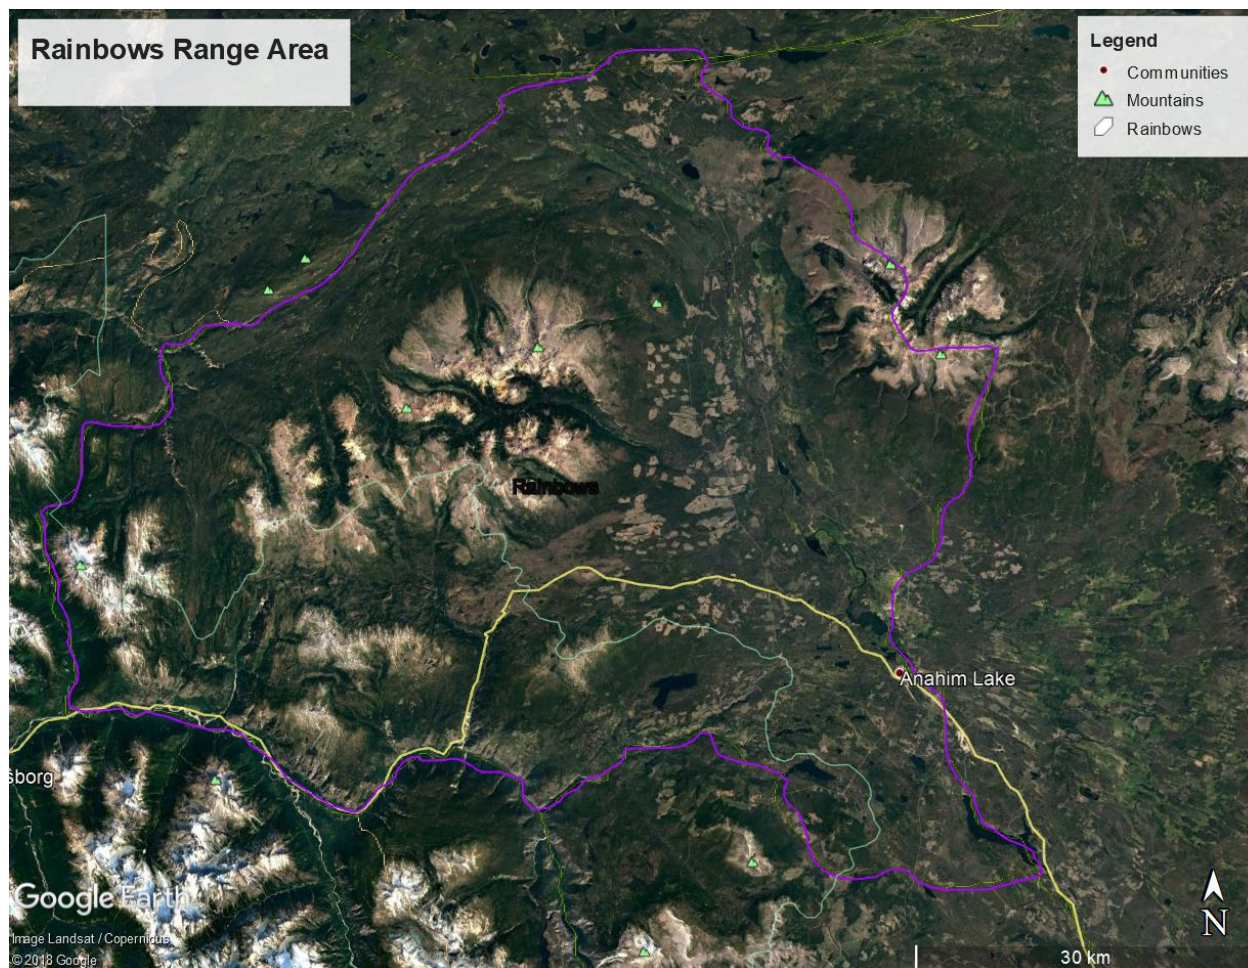 Rainbows Range Area
Legend
Communities
Mountains
Rainbows
Rainbows
Anahim Lake
sborg
Google Earth
Image Landsat / Copernicus
© 2018 Google
N
30 km